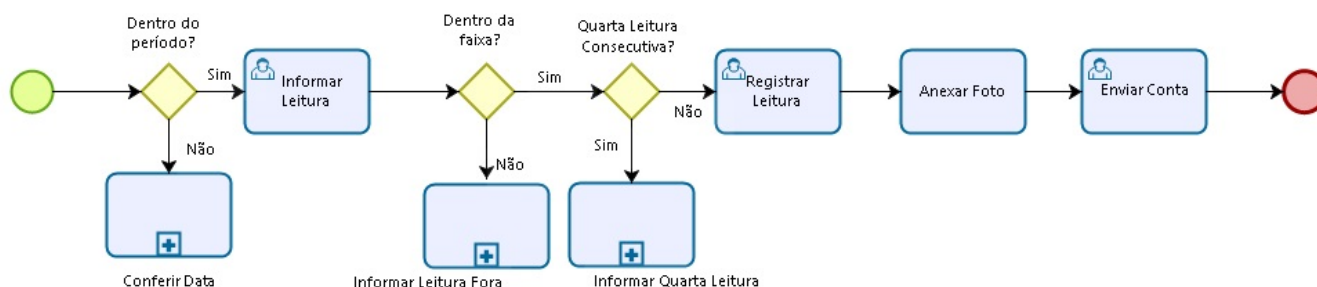 Dentro do
período?
Sim
Não
Conferir Data
Informar
Leitura
Dentro da
faixa?
Sim
Não
Informar Leitura Fora
Quarta Leitura
Consecutiva?
Não
Sim
Informar Quarta Leitura
Registrar
Leitura
Anexar Foto
Enviar Conta